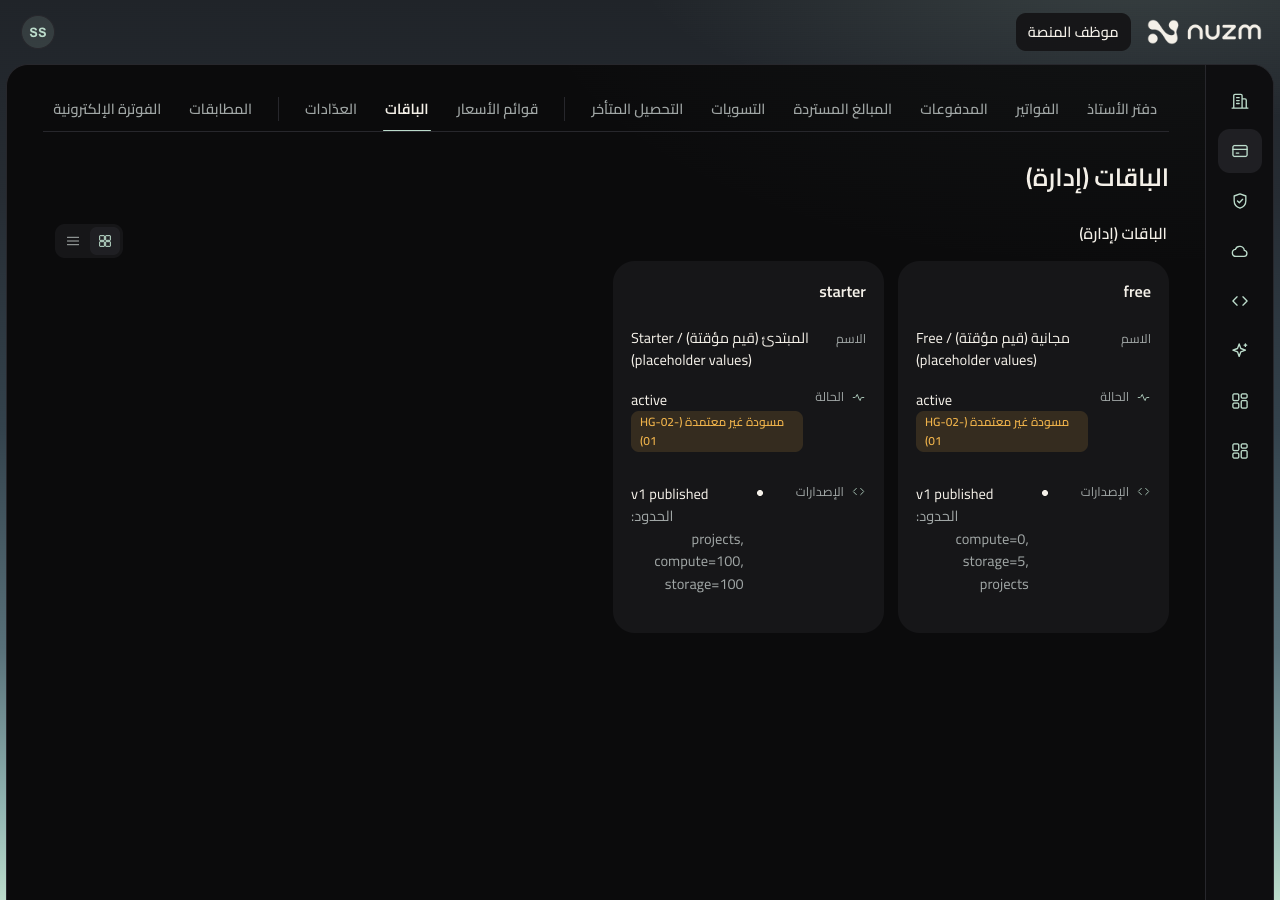 nuzm
موظف المنصة
SS
دفتر الأستاذ
الفواتير
المدفوعات
المبالغ المستردة
التسويات
التحصيل المتأخر
قوائم الأسعار
الباقات
العدّادات
المطابقات
الفوترة الإلكترونية
الباقات (إدارة)
الباقات (إدارة)
free
الاسم
مجانية (قيم مؤقتة) / Free
(placeholder values)
الحالة
active
مسودة غير معتمدة (HG-02-
01)
الإصدارات
v1 published
الحدود:
compute=0,
storage=5,
projects
starter
الاسم
المبتدئ (قيم مؤقتة) / Starter
(placeholder values)
الحالة
active
مسودة غير معتمدة (HG-02-
01)
الإصدارات
v1 published
الحدود:
projects,
compute=100,
storage=100